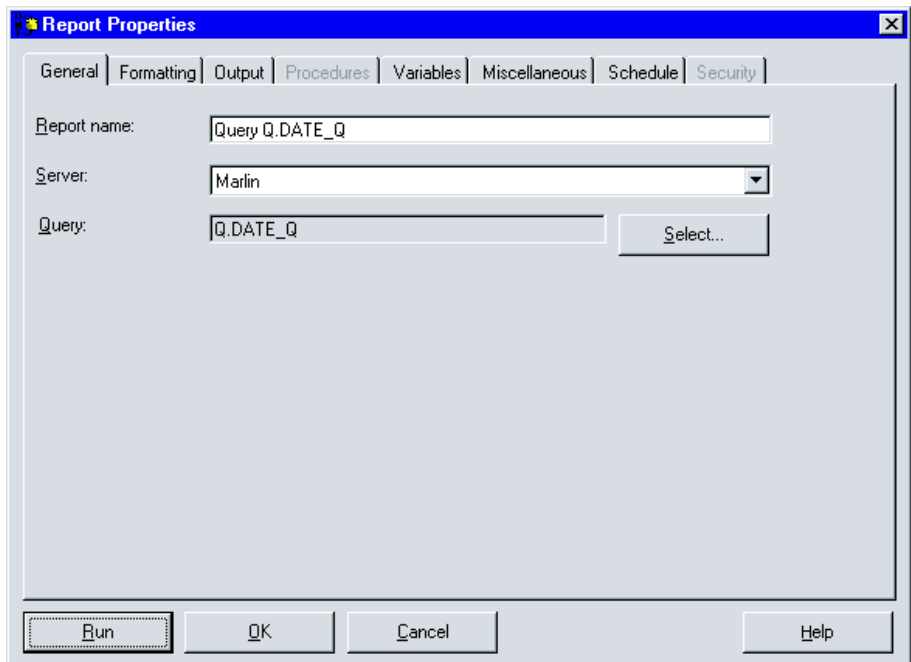 Report Properties
General Formatting Output Procedures Variables Miscellaneous Schedule Security
Report name: Query Q.DATE_Q
Server: Marlin
Query: Q.DATE_Q Select...
Run OK Cancel Help